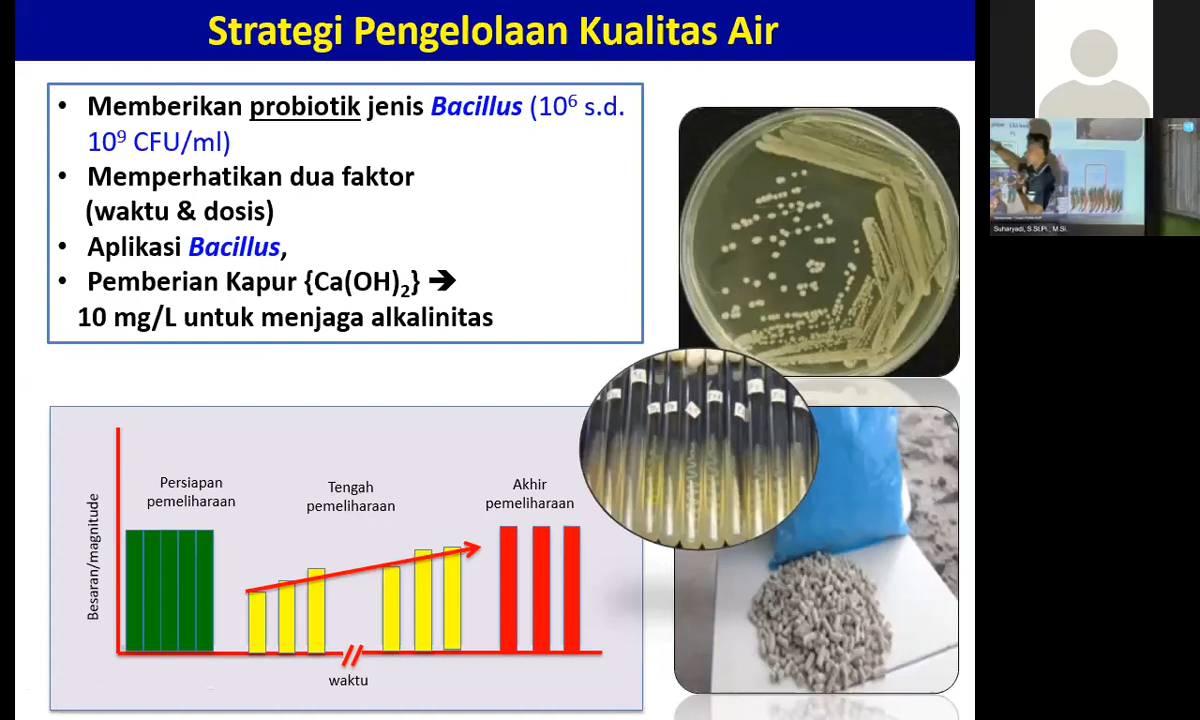 Strategi Pengelolaan Kualitas Air
• Memberikan probiotik jenis Bacillus (10⁶ s.d.
10⁹ CFU/ml)
• Memperhatikan dua faktor
(waktu & dosis)
• Aplikasi Bacillus,
• Pemberian Kapur {Ca(OH)₂} ➔
10 mg/L untuk menjaga alkalinitas
Besaran/magnitude
Persiapan
pemeliharaan
Tengah
pemeliharaan
Akhir
pemeliharaan
waktu
Suharyadi, S.St.Pi., M.Si.